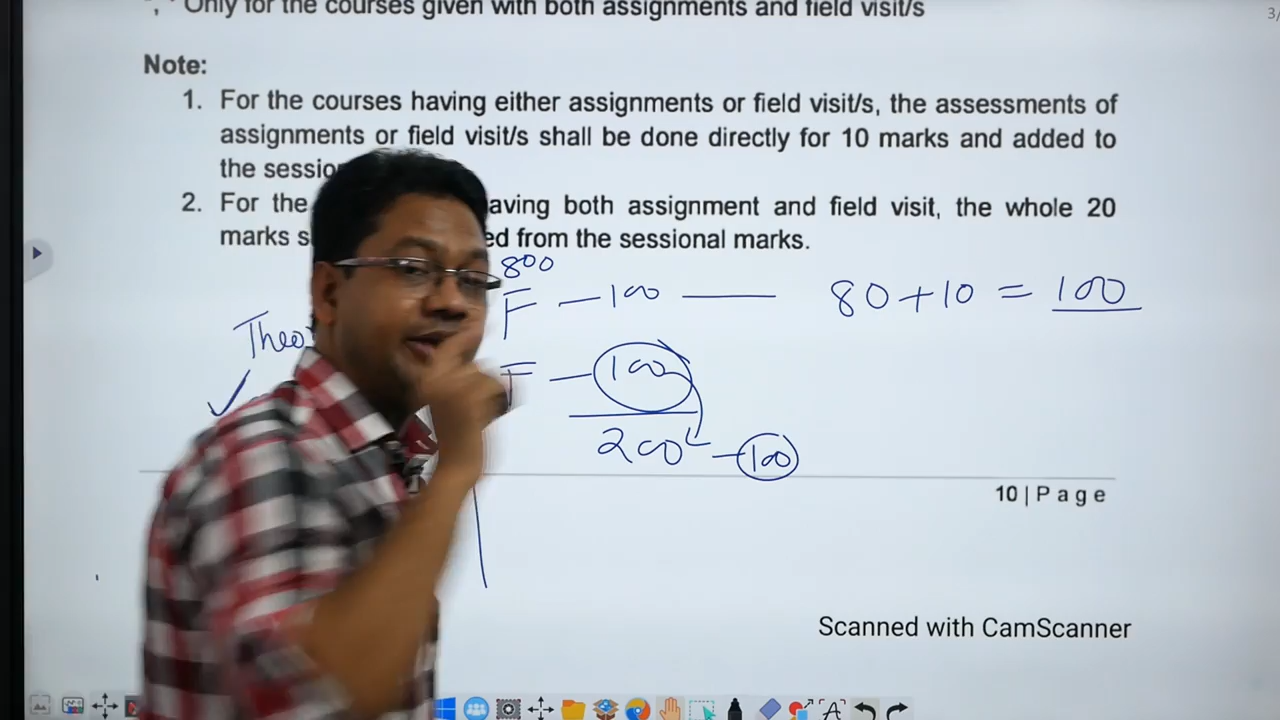 Only for the courses given with both assignments and field visit/s
3/
Note:
1. For the courses having either assignments or field visit/s, the assessments of
assignments or field visit/s shall be done directly for 10 marks and added to
the
2. For the aving both assignment and field visit, the whole 20
marks s ed from the sessional marks.
800
F — 100 — 80 + 10 = 100
Theo
F — 100
200 — 100
10 | P a g e
Scanned with CamScanner